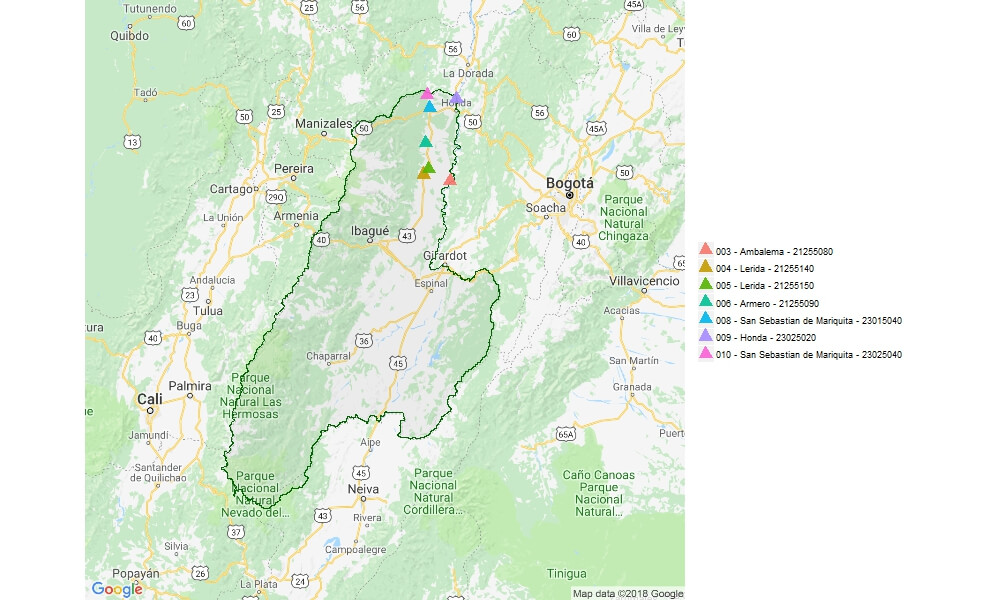 Tutunendo
25
56
45A
60
Quibdo
60
Villa de Ley
56
La Dorada
Tadó
Honda
50
25
Manizales
50
50
56
45A
13
Pereira
Bogotá
50
Cartago
29Q
Soacha
Parque
Nacional
Natural
Chingaza
La Unión
Armenia
Ibagué
43
40
40
Girardot
Espinal
65
Villavicencio
Andalucia
23
Tulua
Acacías
Buga
ura
40
36
Chaparral
45
San Martín
Granada
Parque
Nacional
Natural Las
Hermosas
Palmira
Cali
Jamundi
Aipe
65A
Puert
Santander
de Quilichao
Parque
Nacional
Natural
Nevado del...
45
Neiva
Parque
Nacional
Natural
Cordillera...
Caño Canoas
Parque
Nacional
Natural...
43
Rivera
37
Campoalegre
Silvia
Popayán
26
La Plata
24
Tinigua
Google
Map data ©2018 Google
003 - Ambalema - 21255080
004 - Lerida - 21255140
005 - Lerida - 21255150
006 - Armero - 21255090
008 - San Sebastian de Mariquita - 23015040
009 - Honda - 23025020
010 - San Sebastian de Mariquita - 23025040